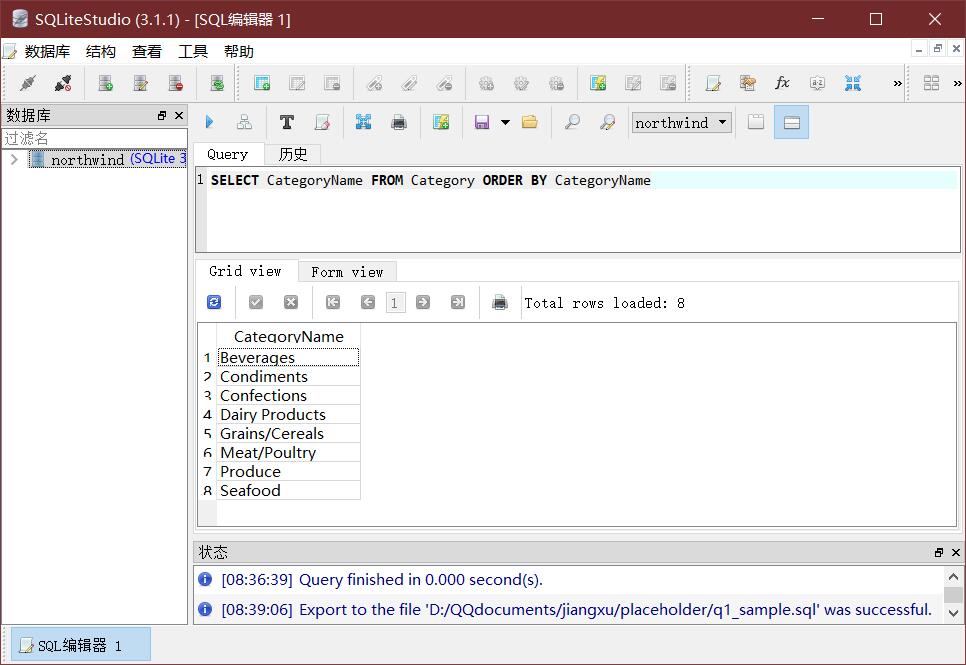 SQLiteStudio (3.1.1) - [SQL编辑器 1]
数据库 结构 查看 工具 帮助
数据库
过滤名
northwind (SQLite 3
northwind
Query 历史
1 SELECT CategoryName FROM Category ORDER BY CategoryName
Grid view Form view
1 Total rows loaded: 8
CategoryName
1 Beverages
2 Condiments
3 Confections
4 Dairy Products
5 Grains/Cereals
6 Meat/Poultry
7 Produce
8 Seafood
状态
[08:36:39] Query finished in 0.000 second(s).
[08:39:06] Export to the file 'D:/QQdocuments/jiangxu/placeholder/q1_sample.sql' was successful.
SQL编辑器 1